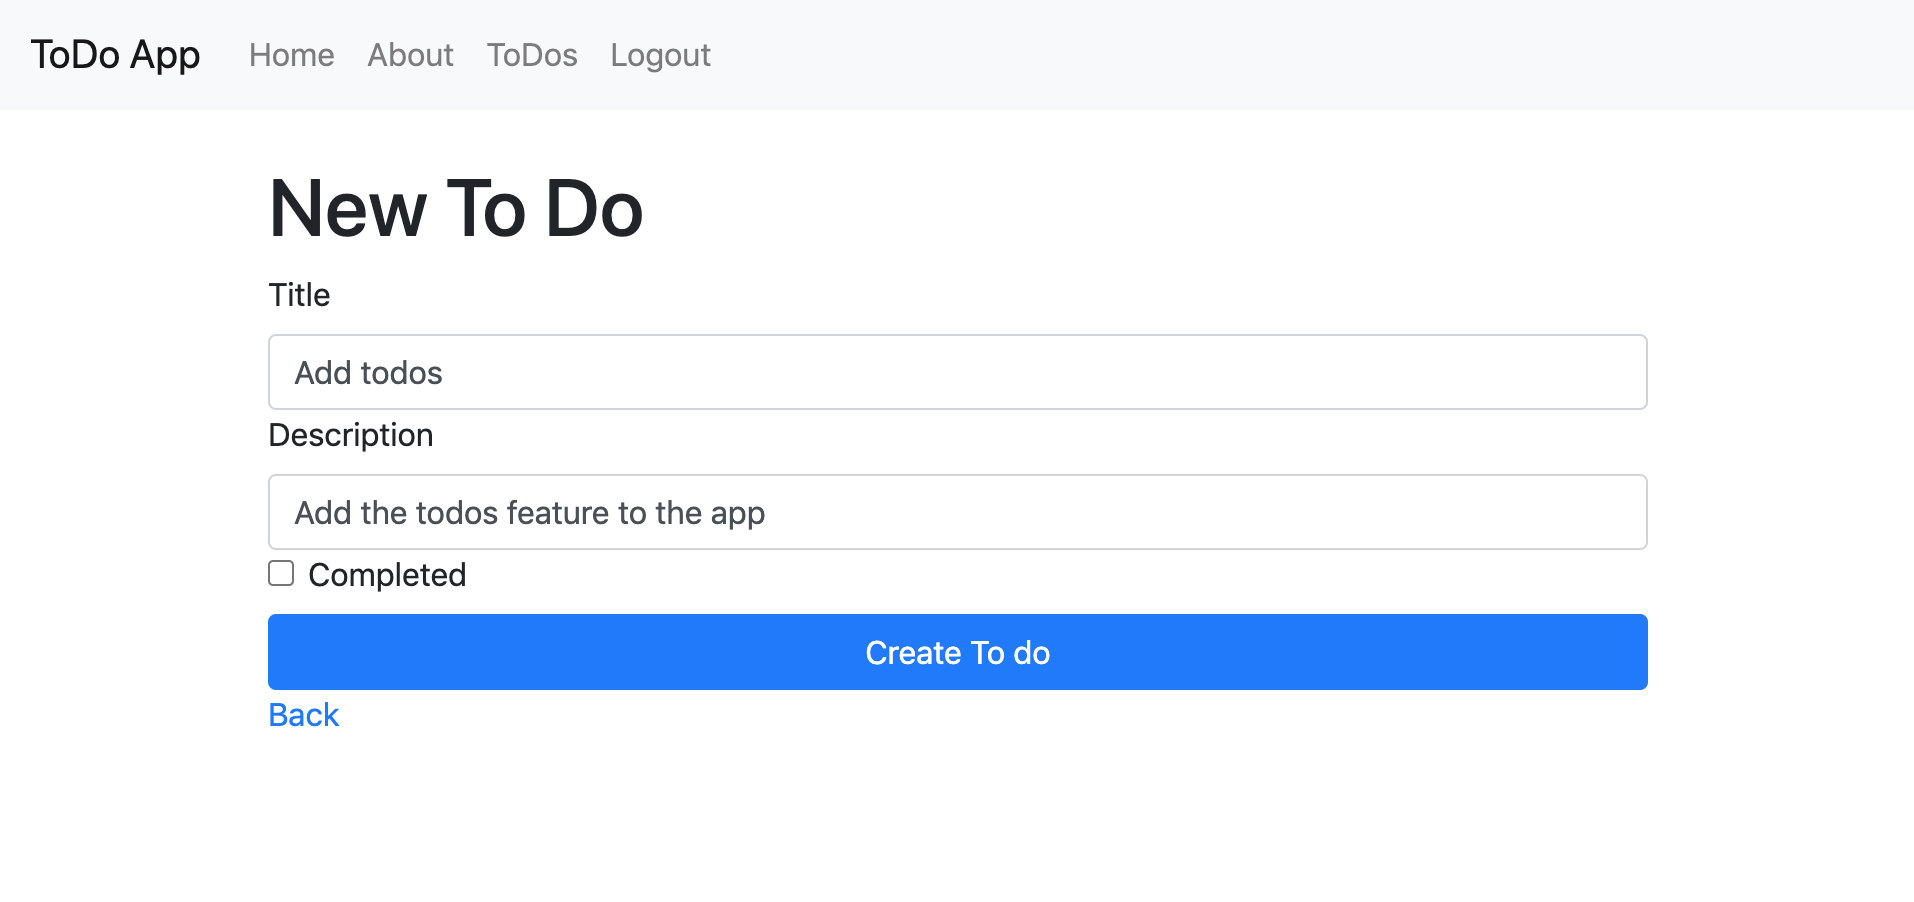 ToDo App Home About ToDos Logout
New To Do
Title
Add todos
Description
Add the todos feature to the app
Completed
Create To do
Back